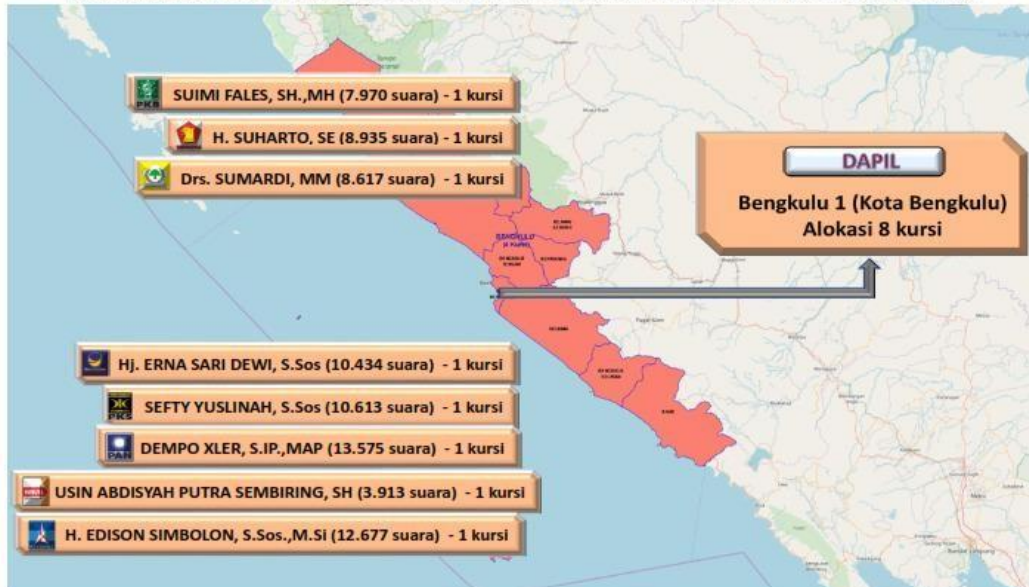 PKB
SUIMI FALES, SH.,MH (7.970 suara) - 1 kursi
H. SUHARTO, SE (8.935 suara) - 1 kursi
Drs. SUMARDI, MM (8.617 suara) - 1 kursi
DAPIL
Bengkulu 1 (Kota Bengkulu)
Alokasi 8 kursi
BENGKULU
Hj. ERNA SARI DEWI, S.Sos (10.434 suara) - 1 kursi
PKS
SEFTY YUSLINAH, S.Sos (10.613 suara) - 1 kursi
PAN
DEMPO XLER, S.IP.,MAP (13.575 suara) - 1 kursi
USIN ABDISYAH PUTRA SEMBIRING, SH (3.913 suara) - 1 kursi
H. EDISON SIMBOLON, S.Sos.,M.Si (12.677 suara) - 1 kursi